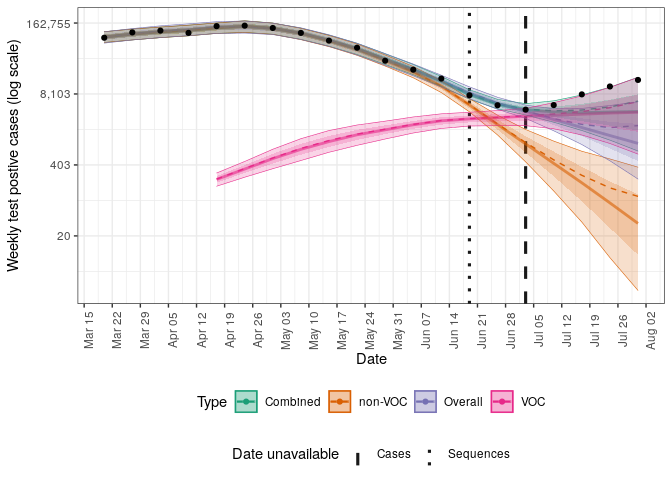 Weekly test postive cases (log scale)
162,755
8,103
403
20
Mar 15
Mar 22
Mar 29
Apr 05
Apr 12
Apr 19
Apr 26
May 03
May 10
May 17
May 24
May 31
Jun 07
Jun 14
Jun 21
Jun 28
Jul 05
Jul 12
Jul 19
Jul 26
Aug 02
Date
Type Combined non-VOC Overall VOC
Date unavailable Cases Sequences